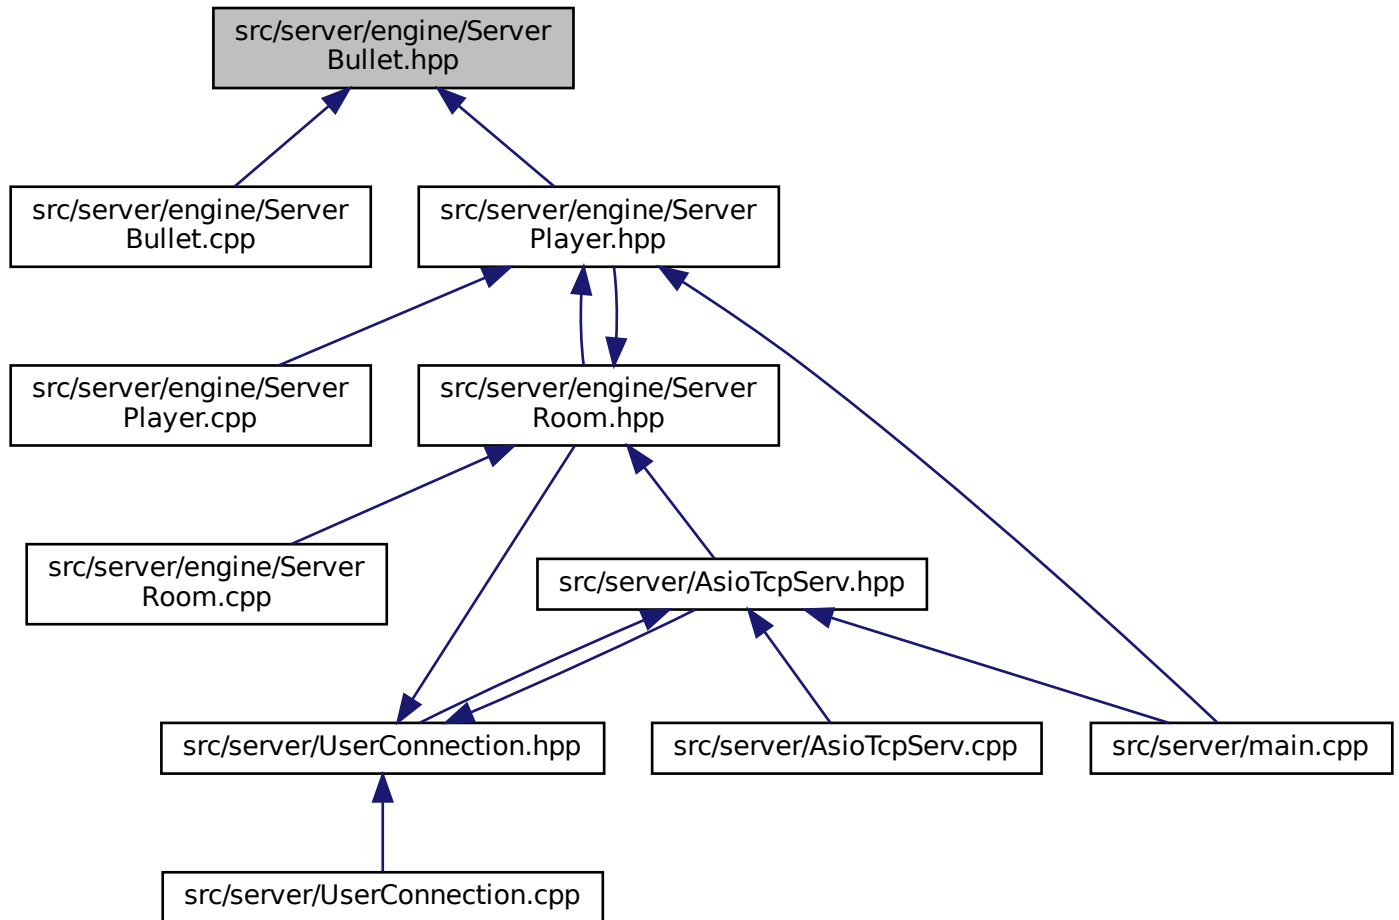 src/server/engine/Server
Bullet.hpp
src/server/engine/Server
Bullet.cpp
src/server/engine/Server
Player.hpp
src/server/engine/Server
Player.cpp
src/server/engine/Server
Room.hpp
src/server/engine/Server
Room.cpp
src/server/AsioTcpServ.hpp
src/server/UserConnection.hpp
src/server/AsioTcpServ.cpp
src/server/main.cpp
src/server/UserConnection.cpp